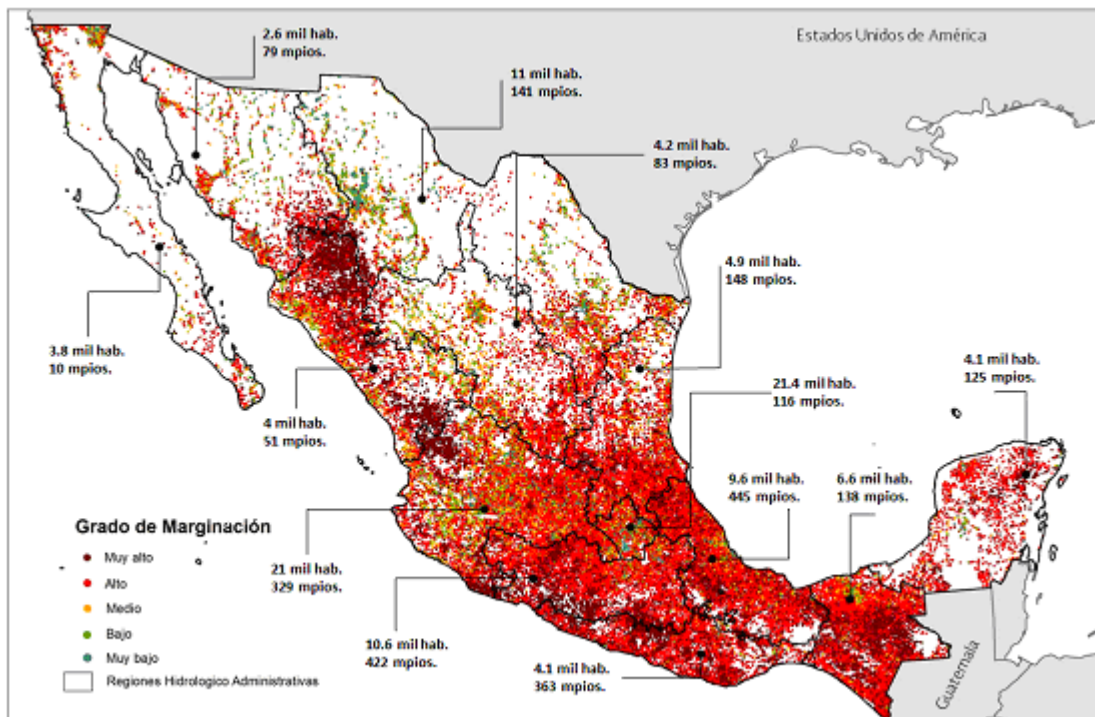 Estados Unidos de América
2.6 mil hab.
79 mpios.
11 mil hab.
141 mpios.
4.2 mil hab.
83 mpios.
4.9 mil hab.
148 mpios.
3.8 mil hab.
10 mpios.
4.1 mil hab.
125 mpios.
21.4 mil hab.
116 mpios.
4 mil hab.
51 mpios.
9.6 mil hab.
445 mpios.
6.6 mil hab.
138 mpios.
Grado de Marginación
Muy alto
Alto
Medio
Bajo
Muy bajo
Regiones Hidrologico Administrativas
21 mil hab.
329 mpios.
10.6 mil hab.
422 mpios.
4.1 mil hab.
363 mpios.
Guatemala